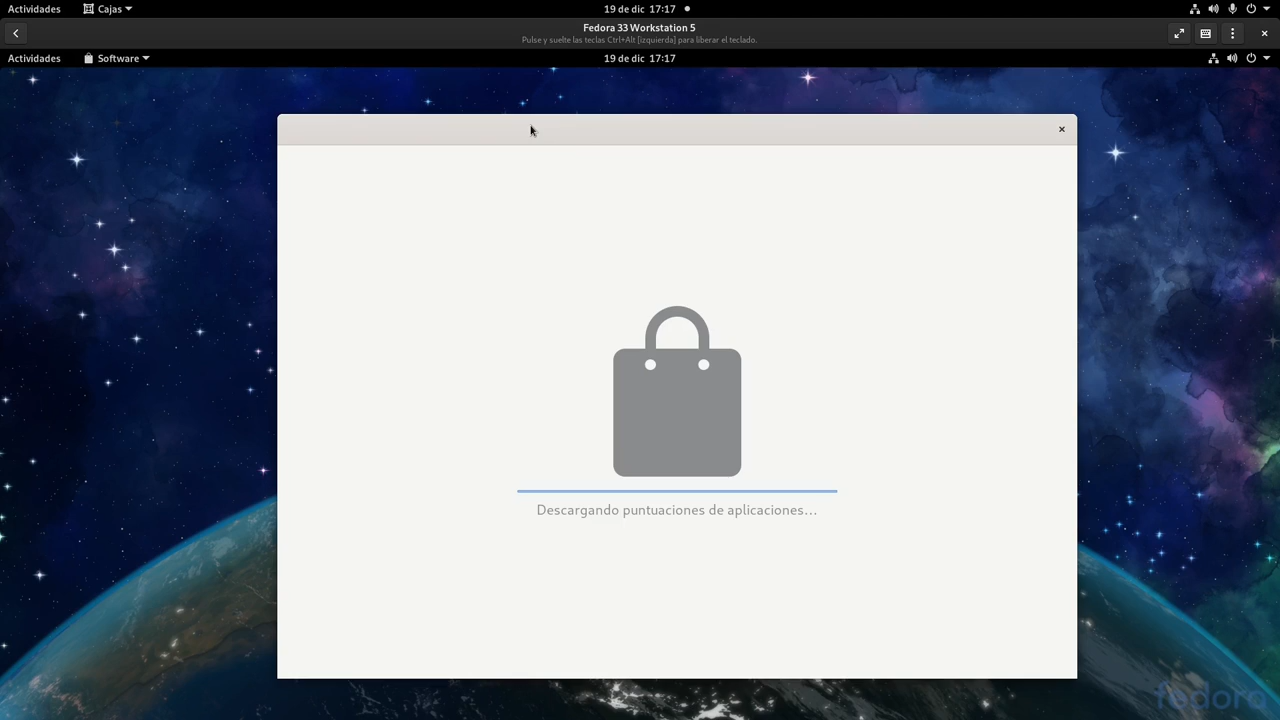 Actividades Cajas 19 de dic 17:17
Fedora 33 Workstation 5
Pulse y suelte las teclas Ctrl+Alt [izquierda] para liberar el teclado.
Actividades Software 19 de dic 17:17
Descargando puntuaciones de aplicaciones...
fedora